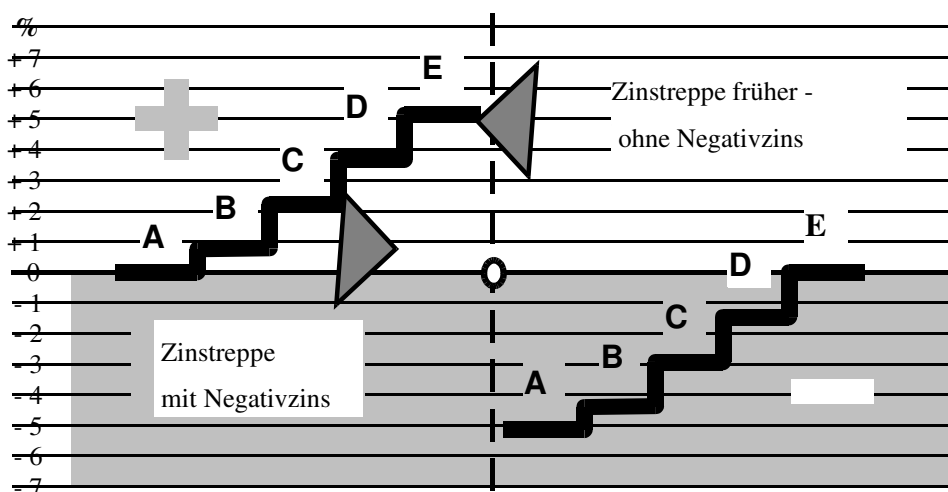 %
+ 7
+ 6
+ 5
+ 4
+ 3
+ 2
+ 1
0
- 1
- 2
- 3
- 4
- 5
- 6
- 7
A
B
C
D
E
Zinstreppe früher -
ohne Negativzins
Zinstreppe
mit Negativzins
A
B
C
D
E